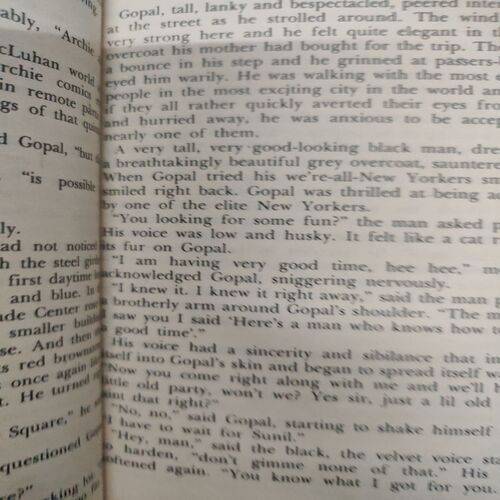 ably, "Archie
McLuhan world
Archie comics
in remote
gs of that
d Gopal, "but
"is possible
ly.
ad not noticed
h the steel
first daytime
and blue. In
ude Center
smaller
se. And then
ts red
s once again
t. He turned
Square," he
questioned
ee?"
Gopal, tall, lanky and bespectacled, peered
at the street as he strolled around. The
very strong here and he felt quite elegant in
overcoat his mother had bought for the trip.
a bounce in his step and he grinned at
eyed him warily. He was walking with the most
people in the most exciting city in the world
if they all rather quickly averted their eyes
and hurried away, he was anxious to be
nearly one of them.
A very tall, very good-looking black man,
a breathtakingly beautiful grey overcoat,
When Gopal tried his we're-all-New Yorkers
smiled right back. Gopal was thrilled at being
by one of the elite New Yorkers.
"You looking for some fun?" the man asked
His voice was low and husky. It felt like a cat
its fur on Gopal.
"I am having very good time, hee hee,"
acknowledged Gopal, sniggering nervously.
"I knew it. I knew it right away," said the man
a brotherly arm around Gopal's shoulder. "The
saw you I said 'Here's a man who knows how
good time'."
His voice had a sincerity and sibilance that
itself into Gopal's skin and began to spread itself
"Now you come right along with me and we'll
little old party, won't we? Yes sir, just a lil old
int that right?"
"No, no," said Gopal, starting to shake himself
I have to wait for Sunil."
"Hey, man," said the black, the velvet voice
to harden, "don't gimme none of that." His
softened again. "You know what I got for you.